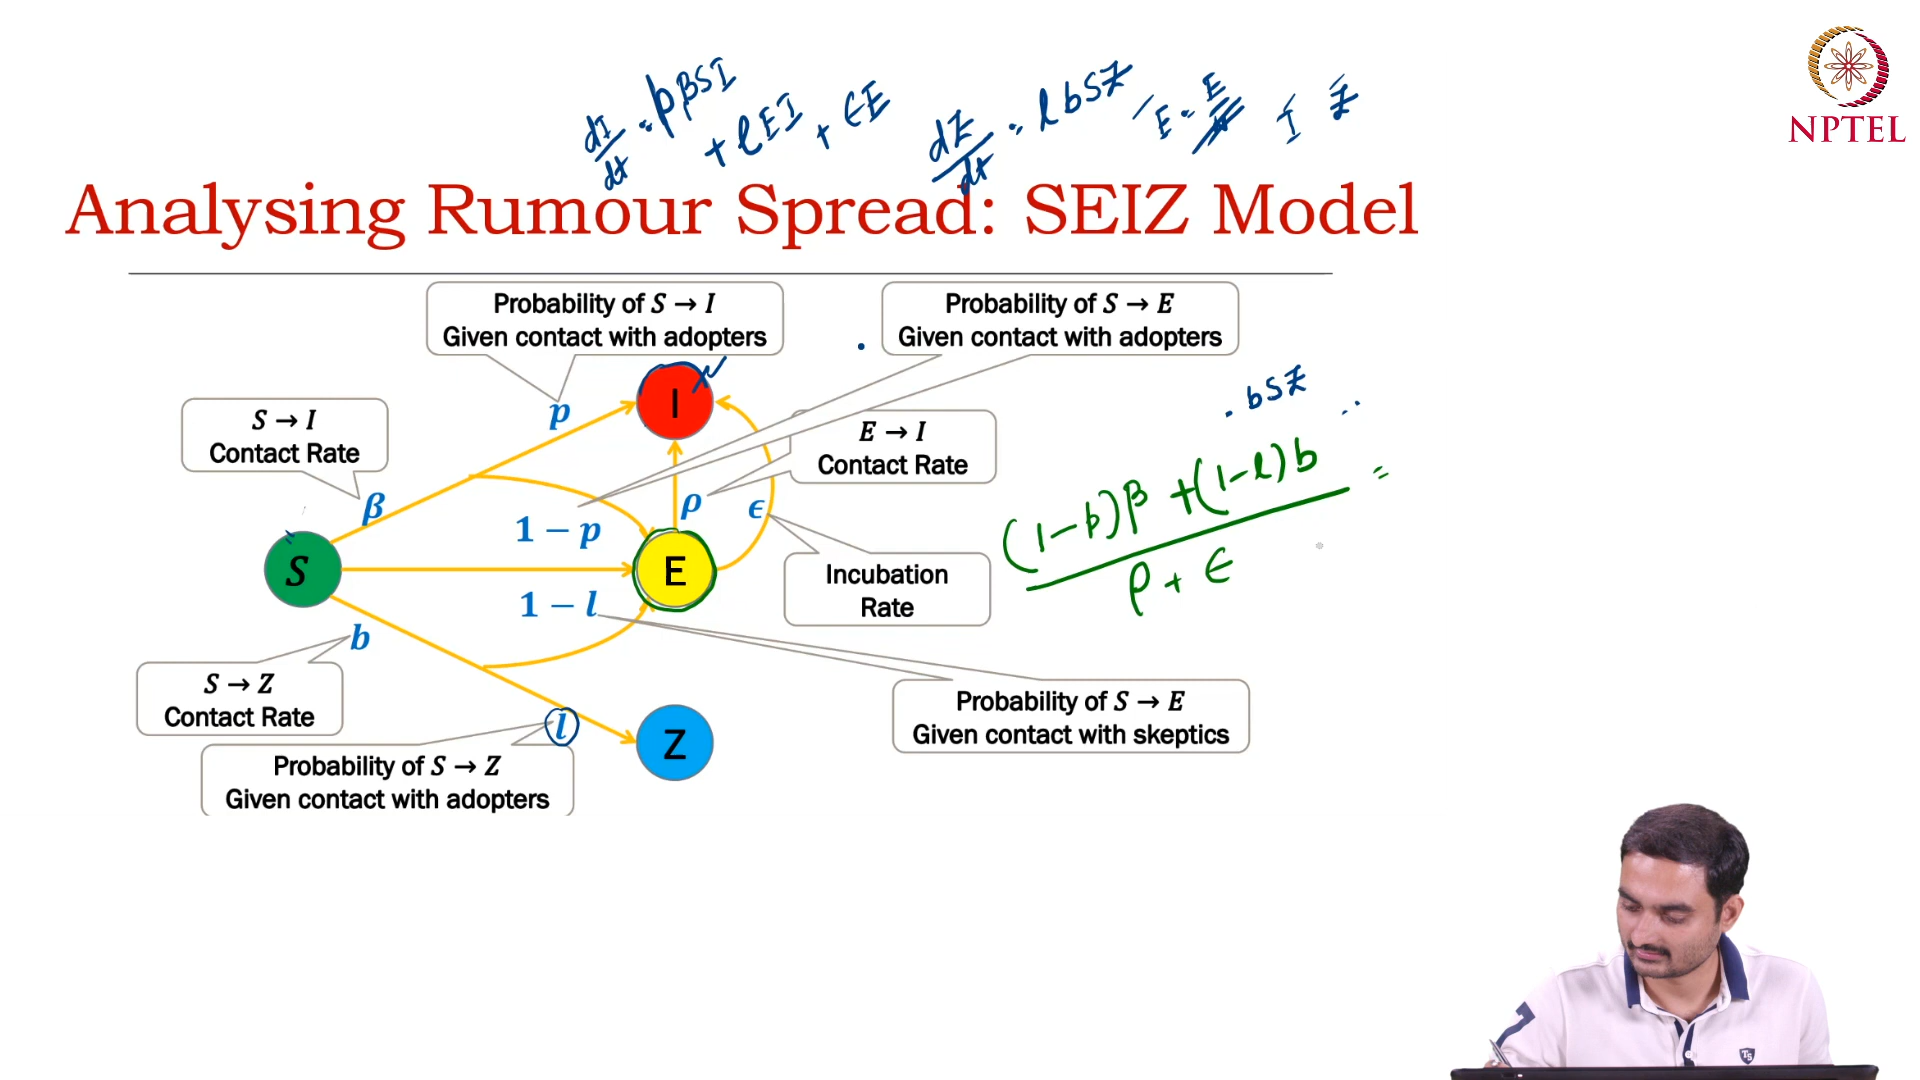 NPTEL
dI/dt = pβSI
+ lEI + ϵE
dZ/dt = lbSZ
E = E
I Z
Analysing Rumour Spread: SEIZ Model
Probability of S → I
Given contact with adopters
Probability of S → E
Given contact with adopters
S → I
Contact Rate
I
p
E → I
Contact Rate
bSZ
β
1 − p
ρ
ϵ
(1-p)β + (1-l)b =
ρ + ϵ
S
E
Incubation
Rate
1 − l
b
S → Z
Contact Rate
l
Z
Probability of S → E
Given contact with skeptics
Probability of S → Z
Given contact with adopters